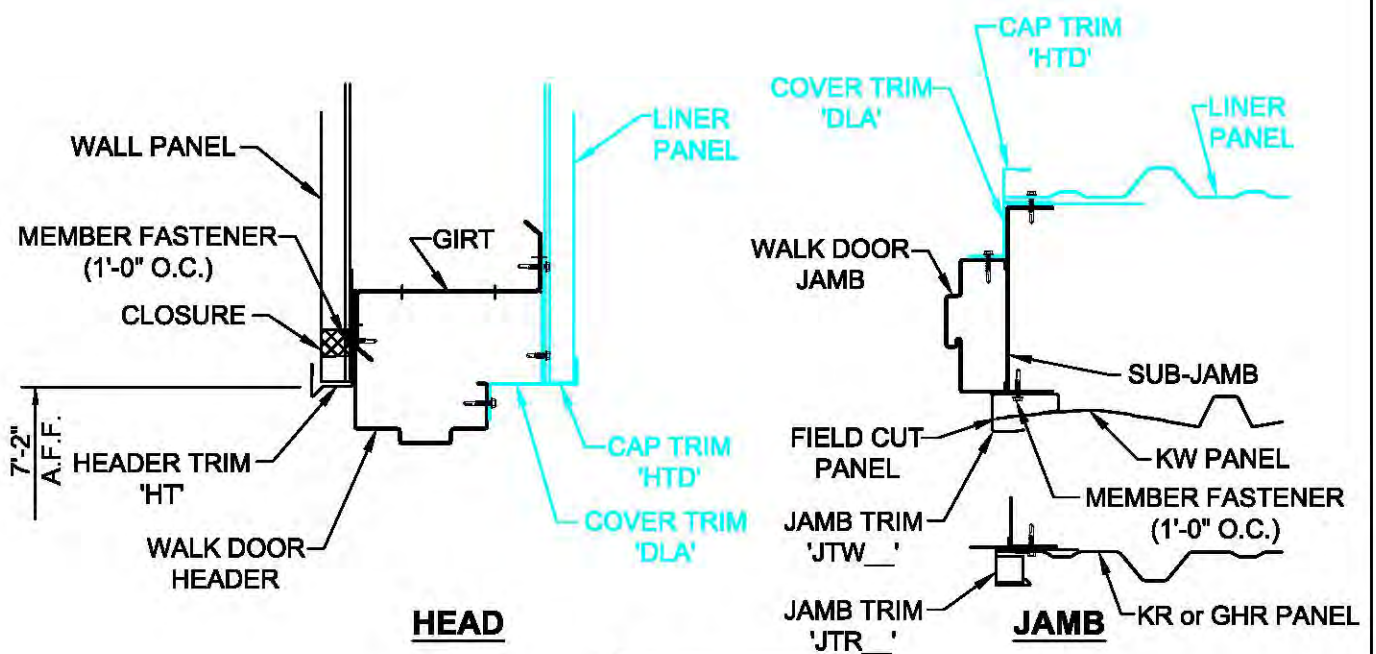 WALL PANEL
MEMBER FASTENER
(1'-0" O.C.)
CLOSURE
7'-2"
A.F.F.
HEADER TRIM
'HT'
WALK DOOR
HEADER
GIRT
LINER
PANEL
CAP TRIM
'HTD'
COVER TRIM
'DLA'
HEAD
CAP TRIM
'HTD'
COVER TRIM
'DLA'
LINER
PANEL
WALK DOOR
JAMB
SUB-JAMB
FIELD CUT
PANEL
KW PANEL
MEMBER FASTENER
(1'-0" O.C.)
JAMB TRIM
'JTW__'
JAMB TRIM
'JTR__'
KR or GHR PANEL
JAMB